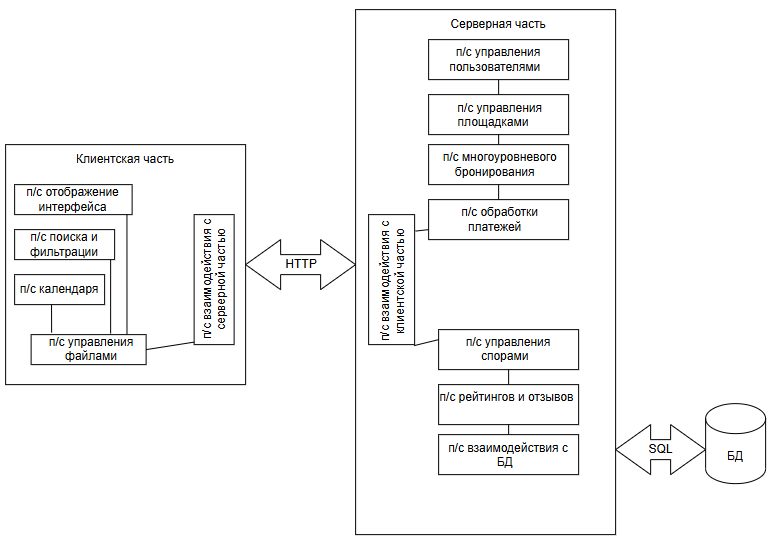 Клиентская часть
п/с отображение
интерфейса
п/с поиска и
фильтрации
п/с календаря
п/с управления
файлами
п/с взаимодействия с
серверной частью
HTTP
Серверная часть
п/с управления
пользователями
п/с управления
площадками
п/с многоуровневого
бронирования
п/с обработки
платежей
п/с взаимодействия с
клиентской частью
п/с управления
спорами
п/с рейтингов и отзывов
п/с взаимодействия с
БД
SQL
БД